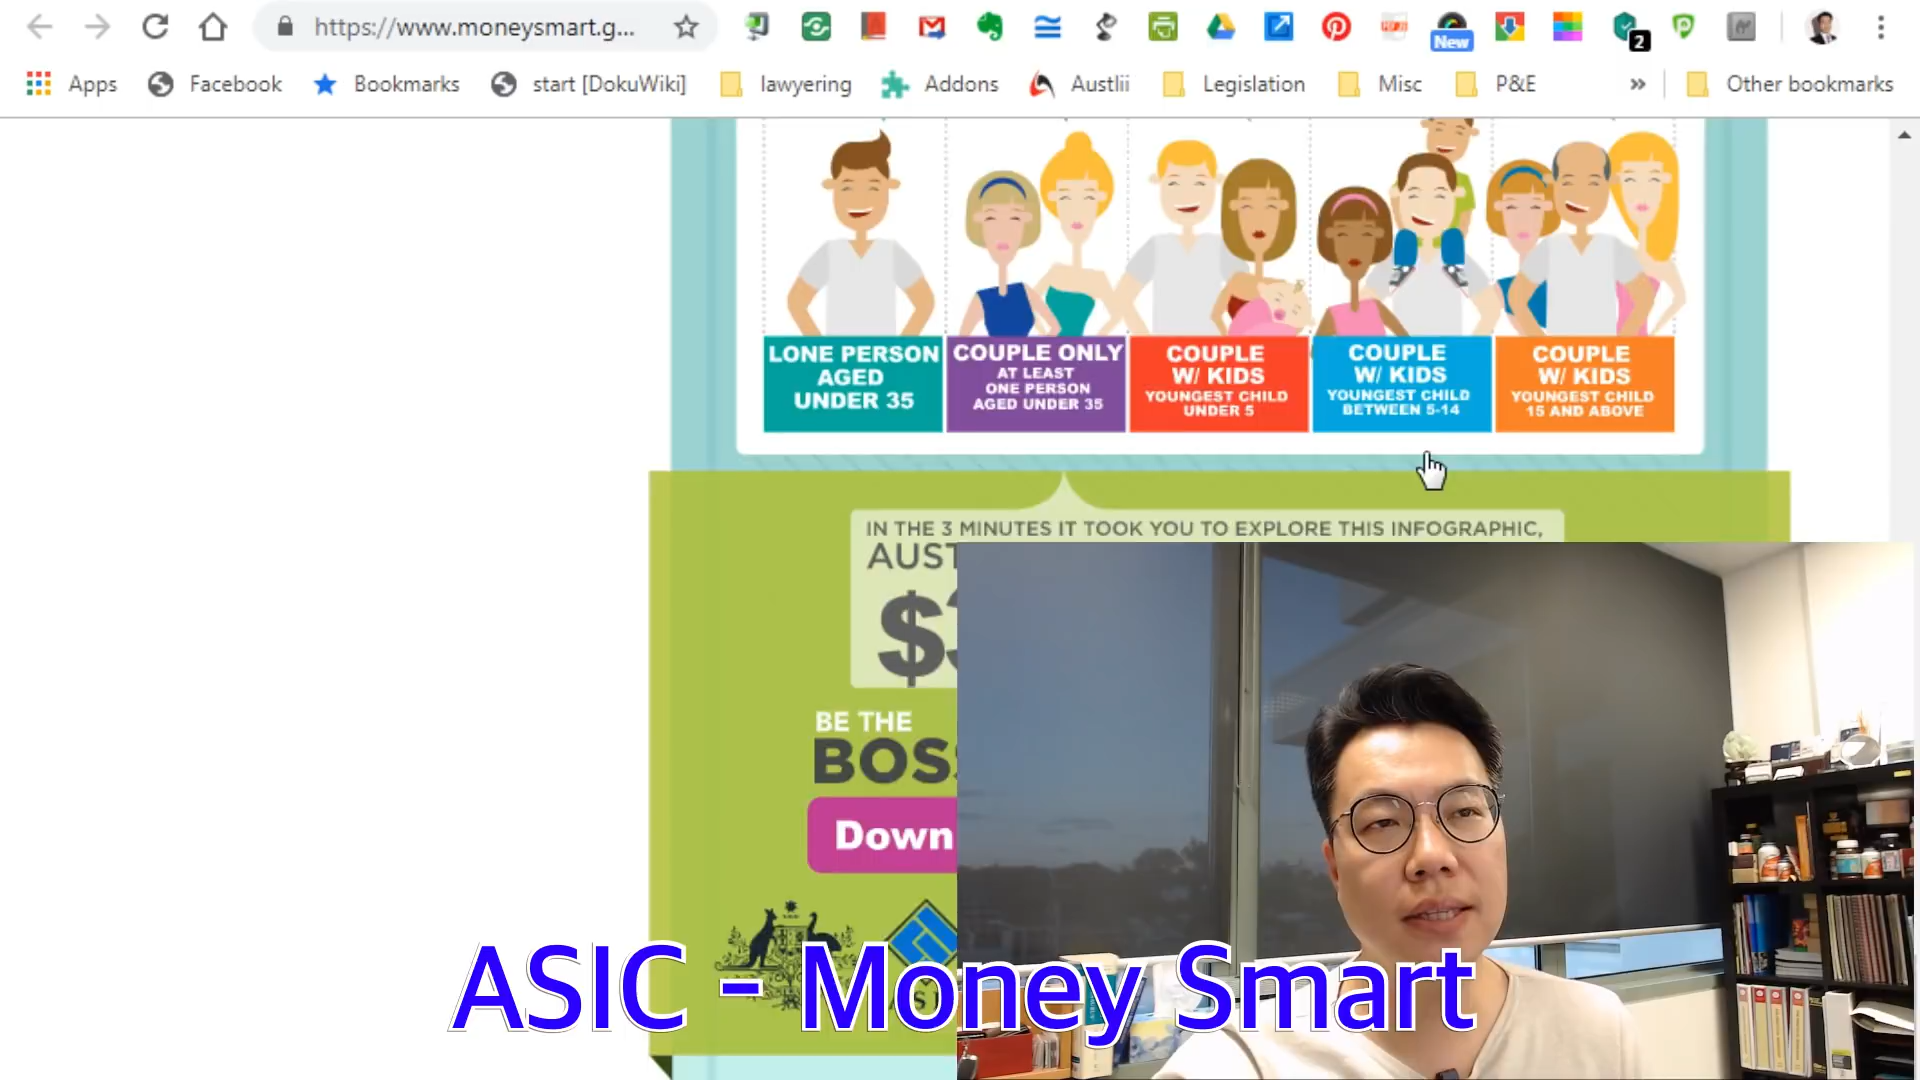 https://www.moneysmart.g...
New
2
Apps
Facebook
Bookmarks
start [DokuWiki]
lawyering
Addons
Austlii
Legislation
Misc
P&E
»
Other bookmarks
LONE PERSON
AGED
UNDER 35
COUPLE ONLY
AT LEAST
ONE PERSON
AGED UNDER 35
COUPLE
W/ KIDS
YOUNGEST CHILD
UNDER 5
COUPLE
W/ KIDS
YOUNGEST CHILD
BETWEEN 5-14
COUPLE
W/ KIDS
YOUNGEST CHILD
15 AND ABOVE
IN THE 3 MINUTES IT TOOK YOU TO EXPLORE THIS INFOGRAPHIC,
AUST
$3
BE THE
BOSS
Down
ASIC - Money Smart